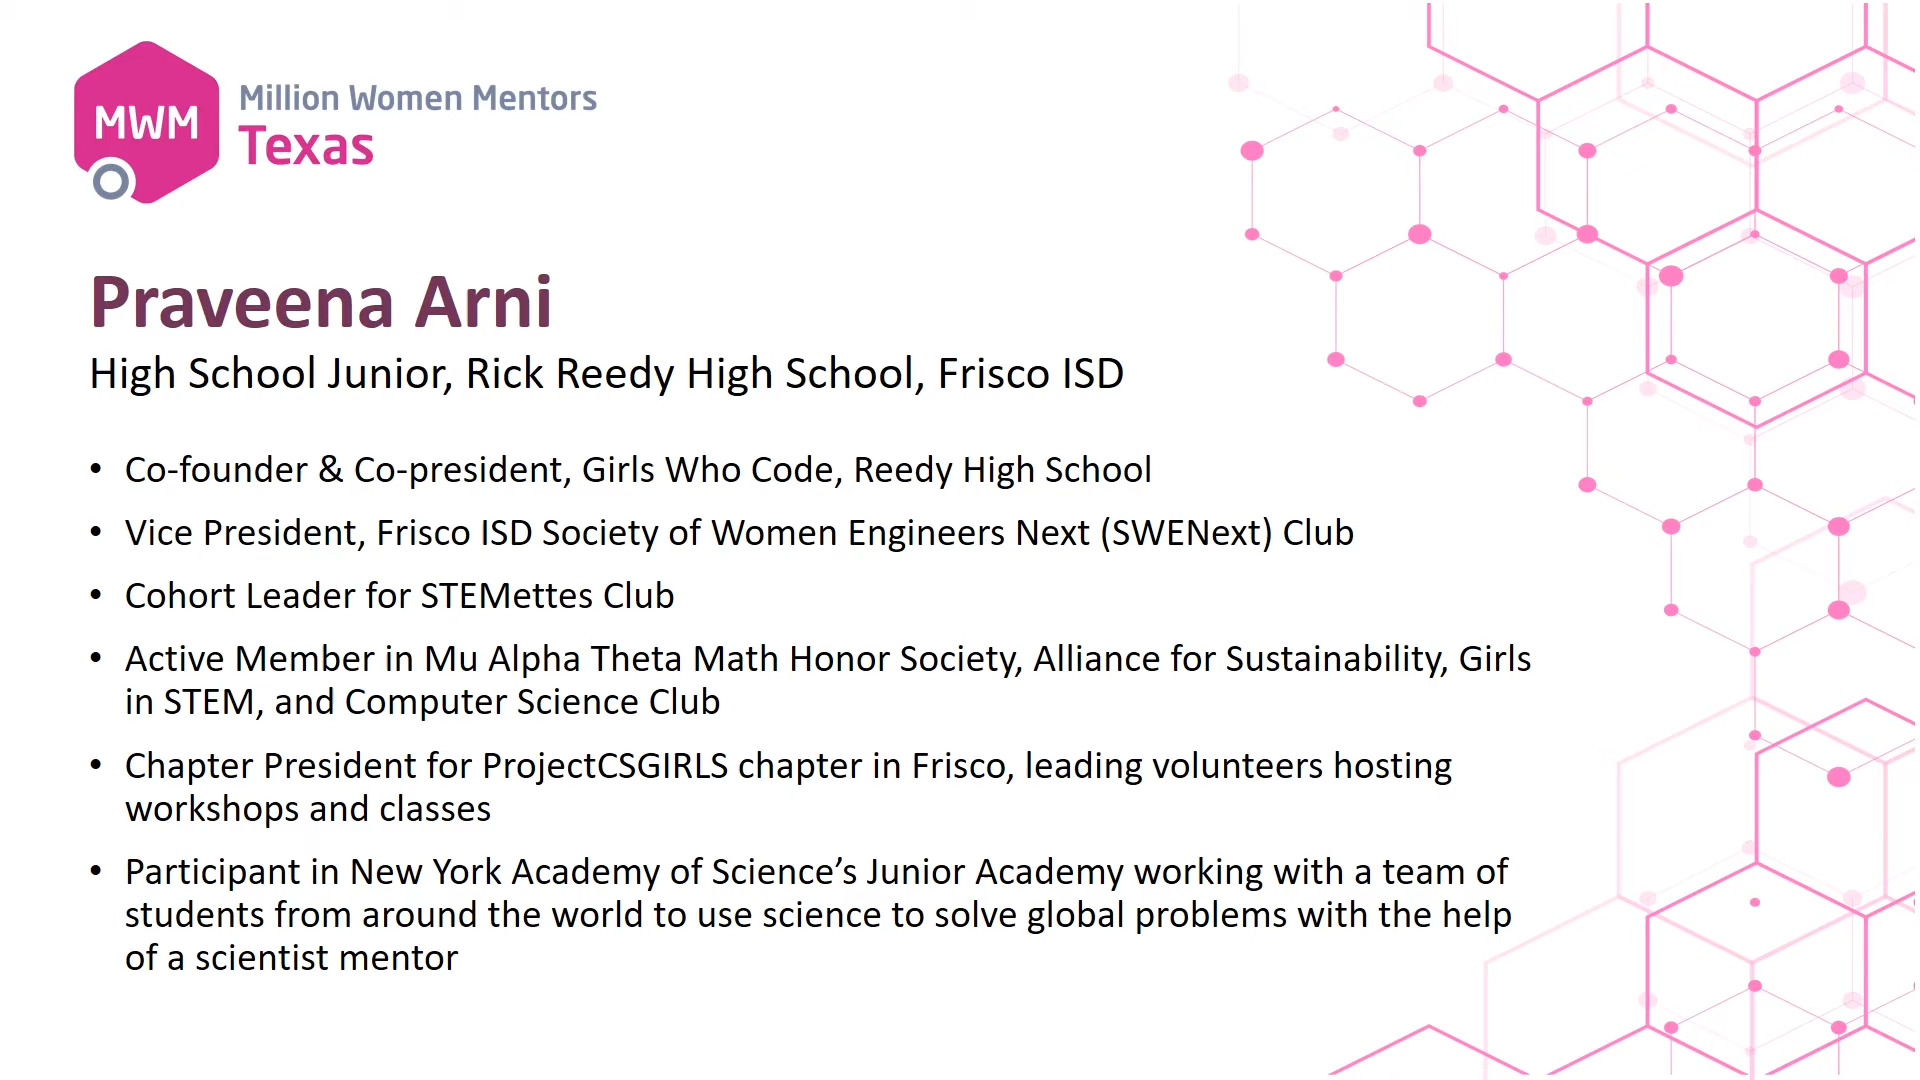 MWM
Million Women Mentors
Texas
Praveena Arni
High School Junior, Rick Reedy High School, Frisco ISD
• Co-founder & Co-president, Girls Who Code, Reedy High School
• Vice President, Frisco ISD Society of Women Engineers Next (SWENext) Club
• Cohort Leader for STEMettes Club
• Active Member in Mu Alpha Theta Math Honor Society, Alliance for Sustainability, Girls
in STEM, and Computer Science Club
• Chapter President for ProjectCSGIRLS chapter in Frisco, leading volunteers hosting
workshops and classes
• Participant in New York Academy of Science’s Junior Academy working with a team of
students from around the world to use science to solve global problems with the help
of a scientist mentor